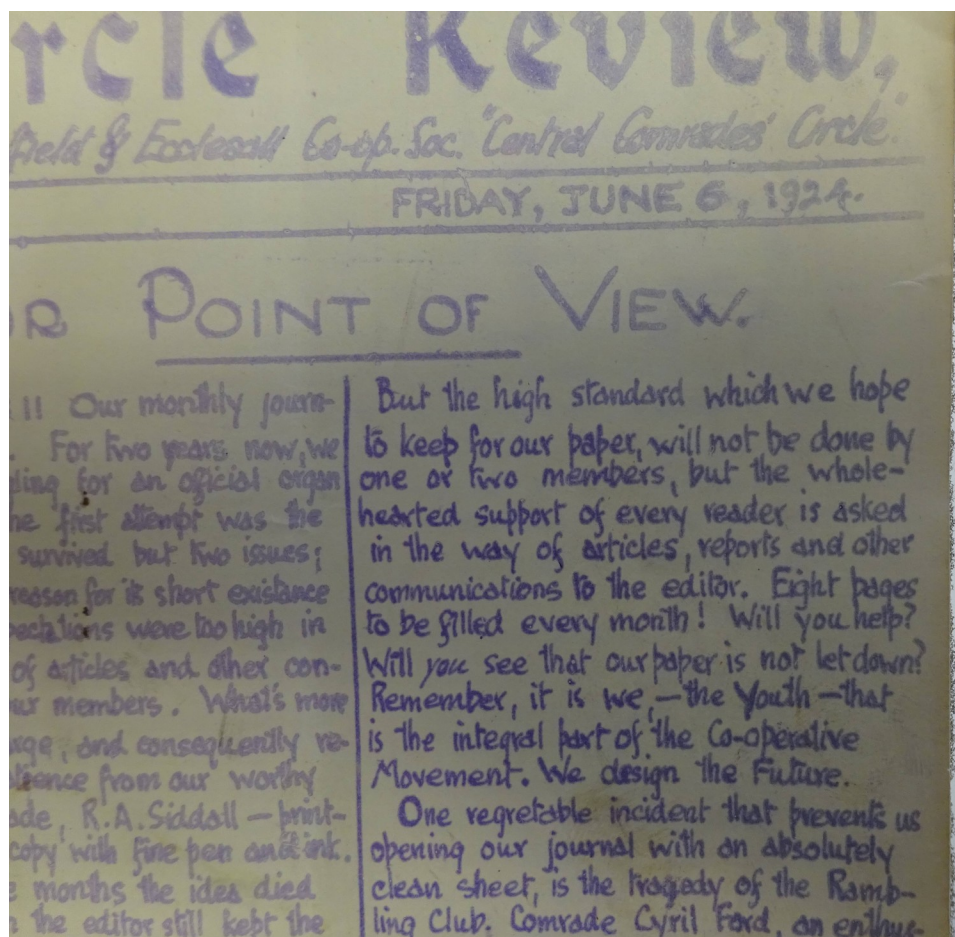 rcle Review,
field & Ecclesall Co-op. Soc. "Central Comrades' Circle."
FRIDAY, JUNE 6, 1924.
OR POINT OF VIEW.
!! Our monthly journ-
. For two years now, we
ding for an official organ
he first attempt was the
survived but two issues;
reason for its short existance
pectations were too high in
of articles and other con-
ur members. What's more
arge, and consequently re-
atience from our worthy
ade, R.A. Siddall — print-
copy with fine pen and ink.
e months the idea died
h the editor still kept the
But the high standard which we hope
to keep for our paper, will not be done by
one or two members, but the whole-
hearted support of every reader is asked
in the way of articles, reports and other
communications to the editor. Eight pages
to be filled every month! Will you help?
Will you see that our paper is not let down?
Remember, it is we, — the Youth — that
is the integral part of the Co-operative
Movement. We design the Future.
One regretable incident that prevents us
opening our journal with an absolutely
clean sheet, is the tragedy of the Ramb-
ling Club. Comrade Cyril Ford, an enthus-